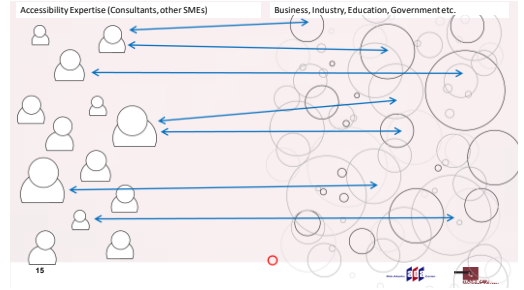 Accessibility Expertise (Consultants, other SMEs)
Business, Industry, Education, Government etc.
15